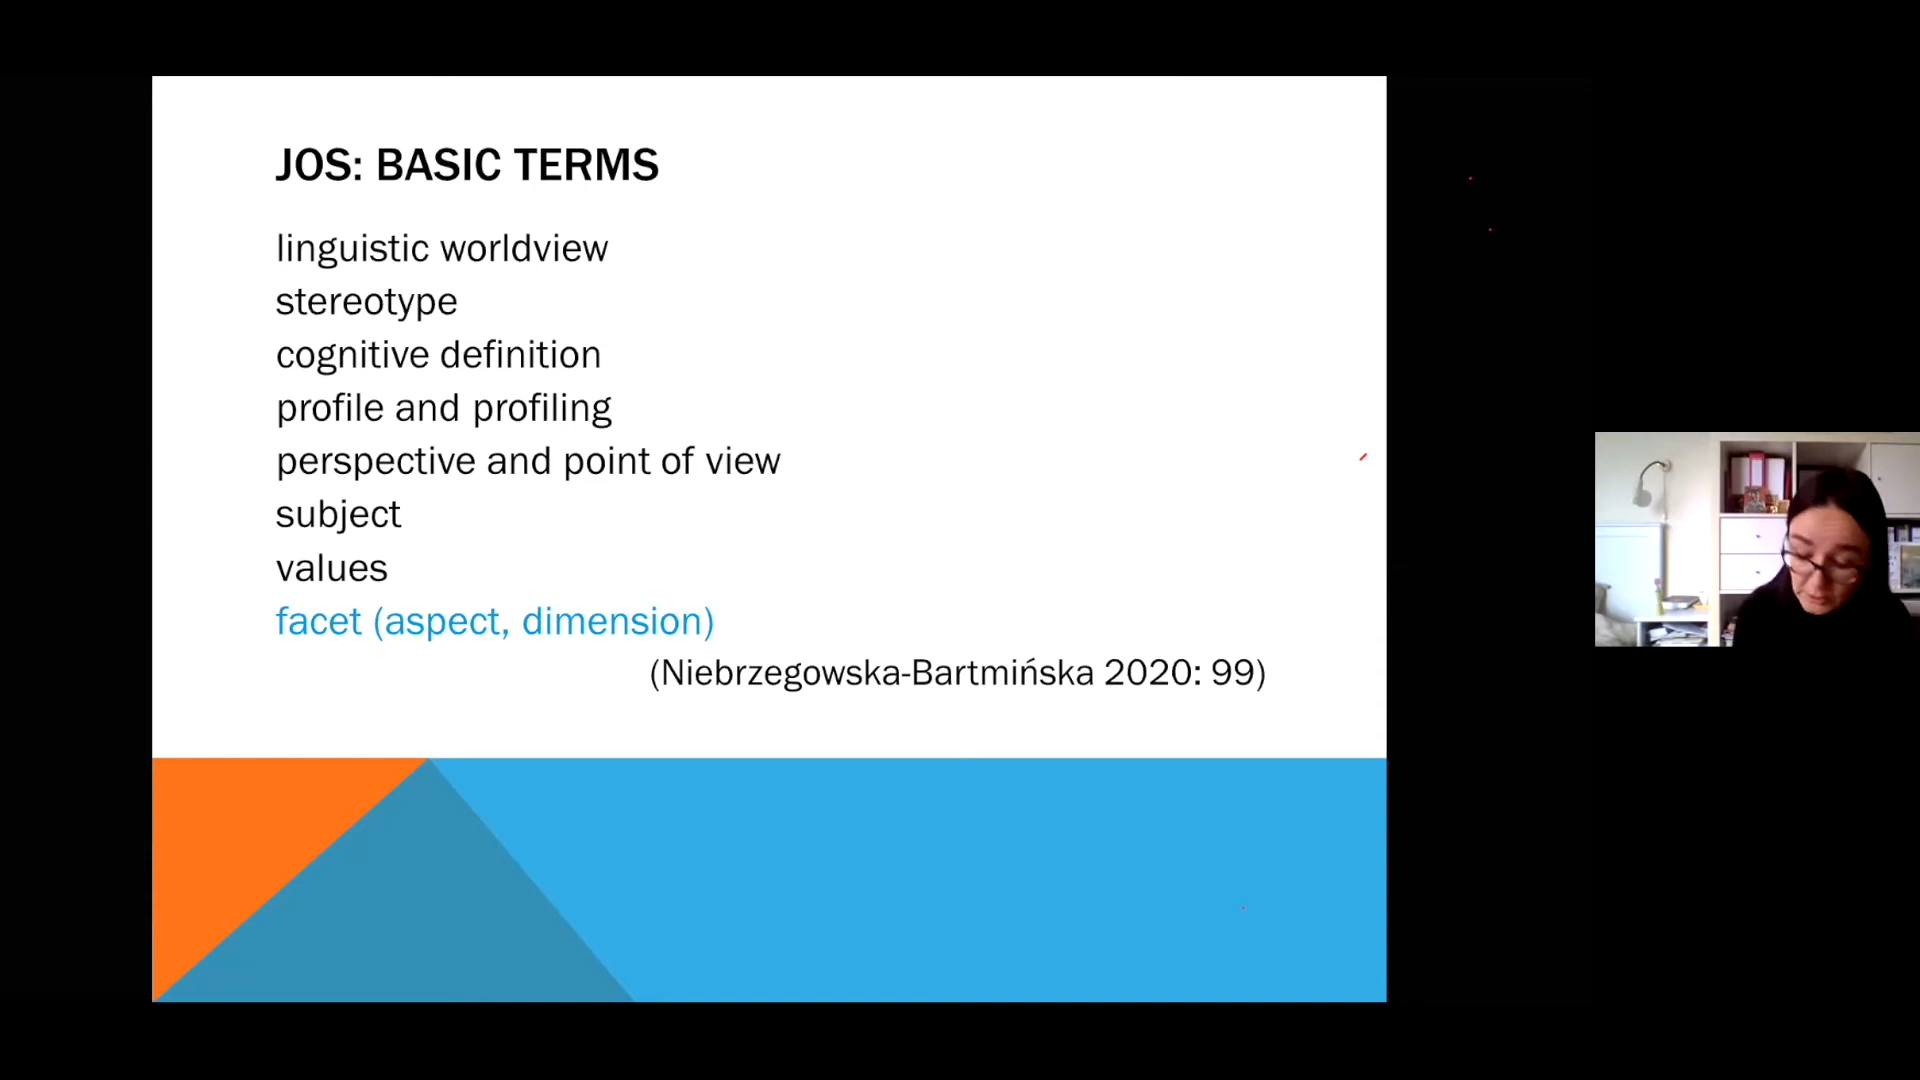 JOS: BASIC TERMS
linguistic worldview
stereotype
cognitive definition
profile and profiling
perspective and point of view
subject
values
facet (aspect, dimension)
(Niebrzegowska-Bartmińska 2020: 99)